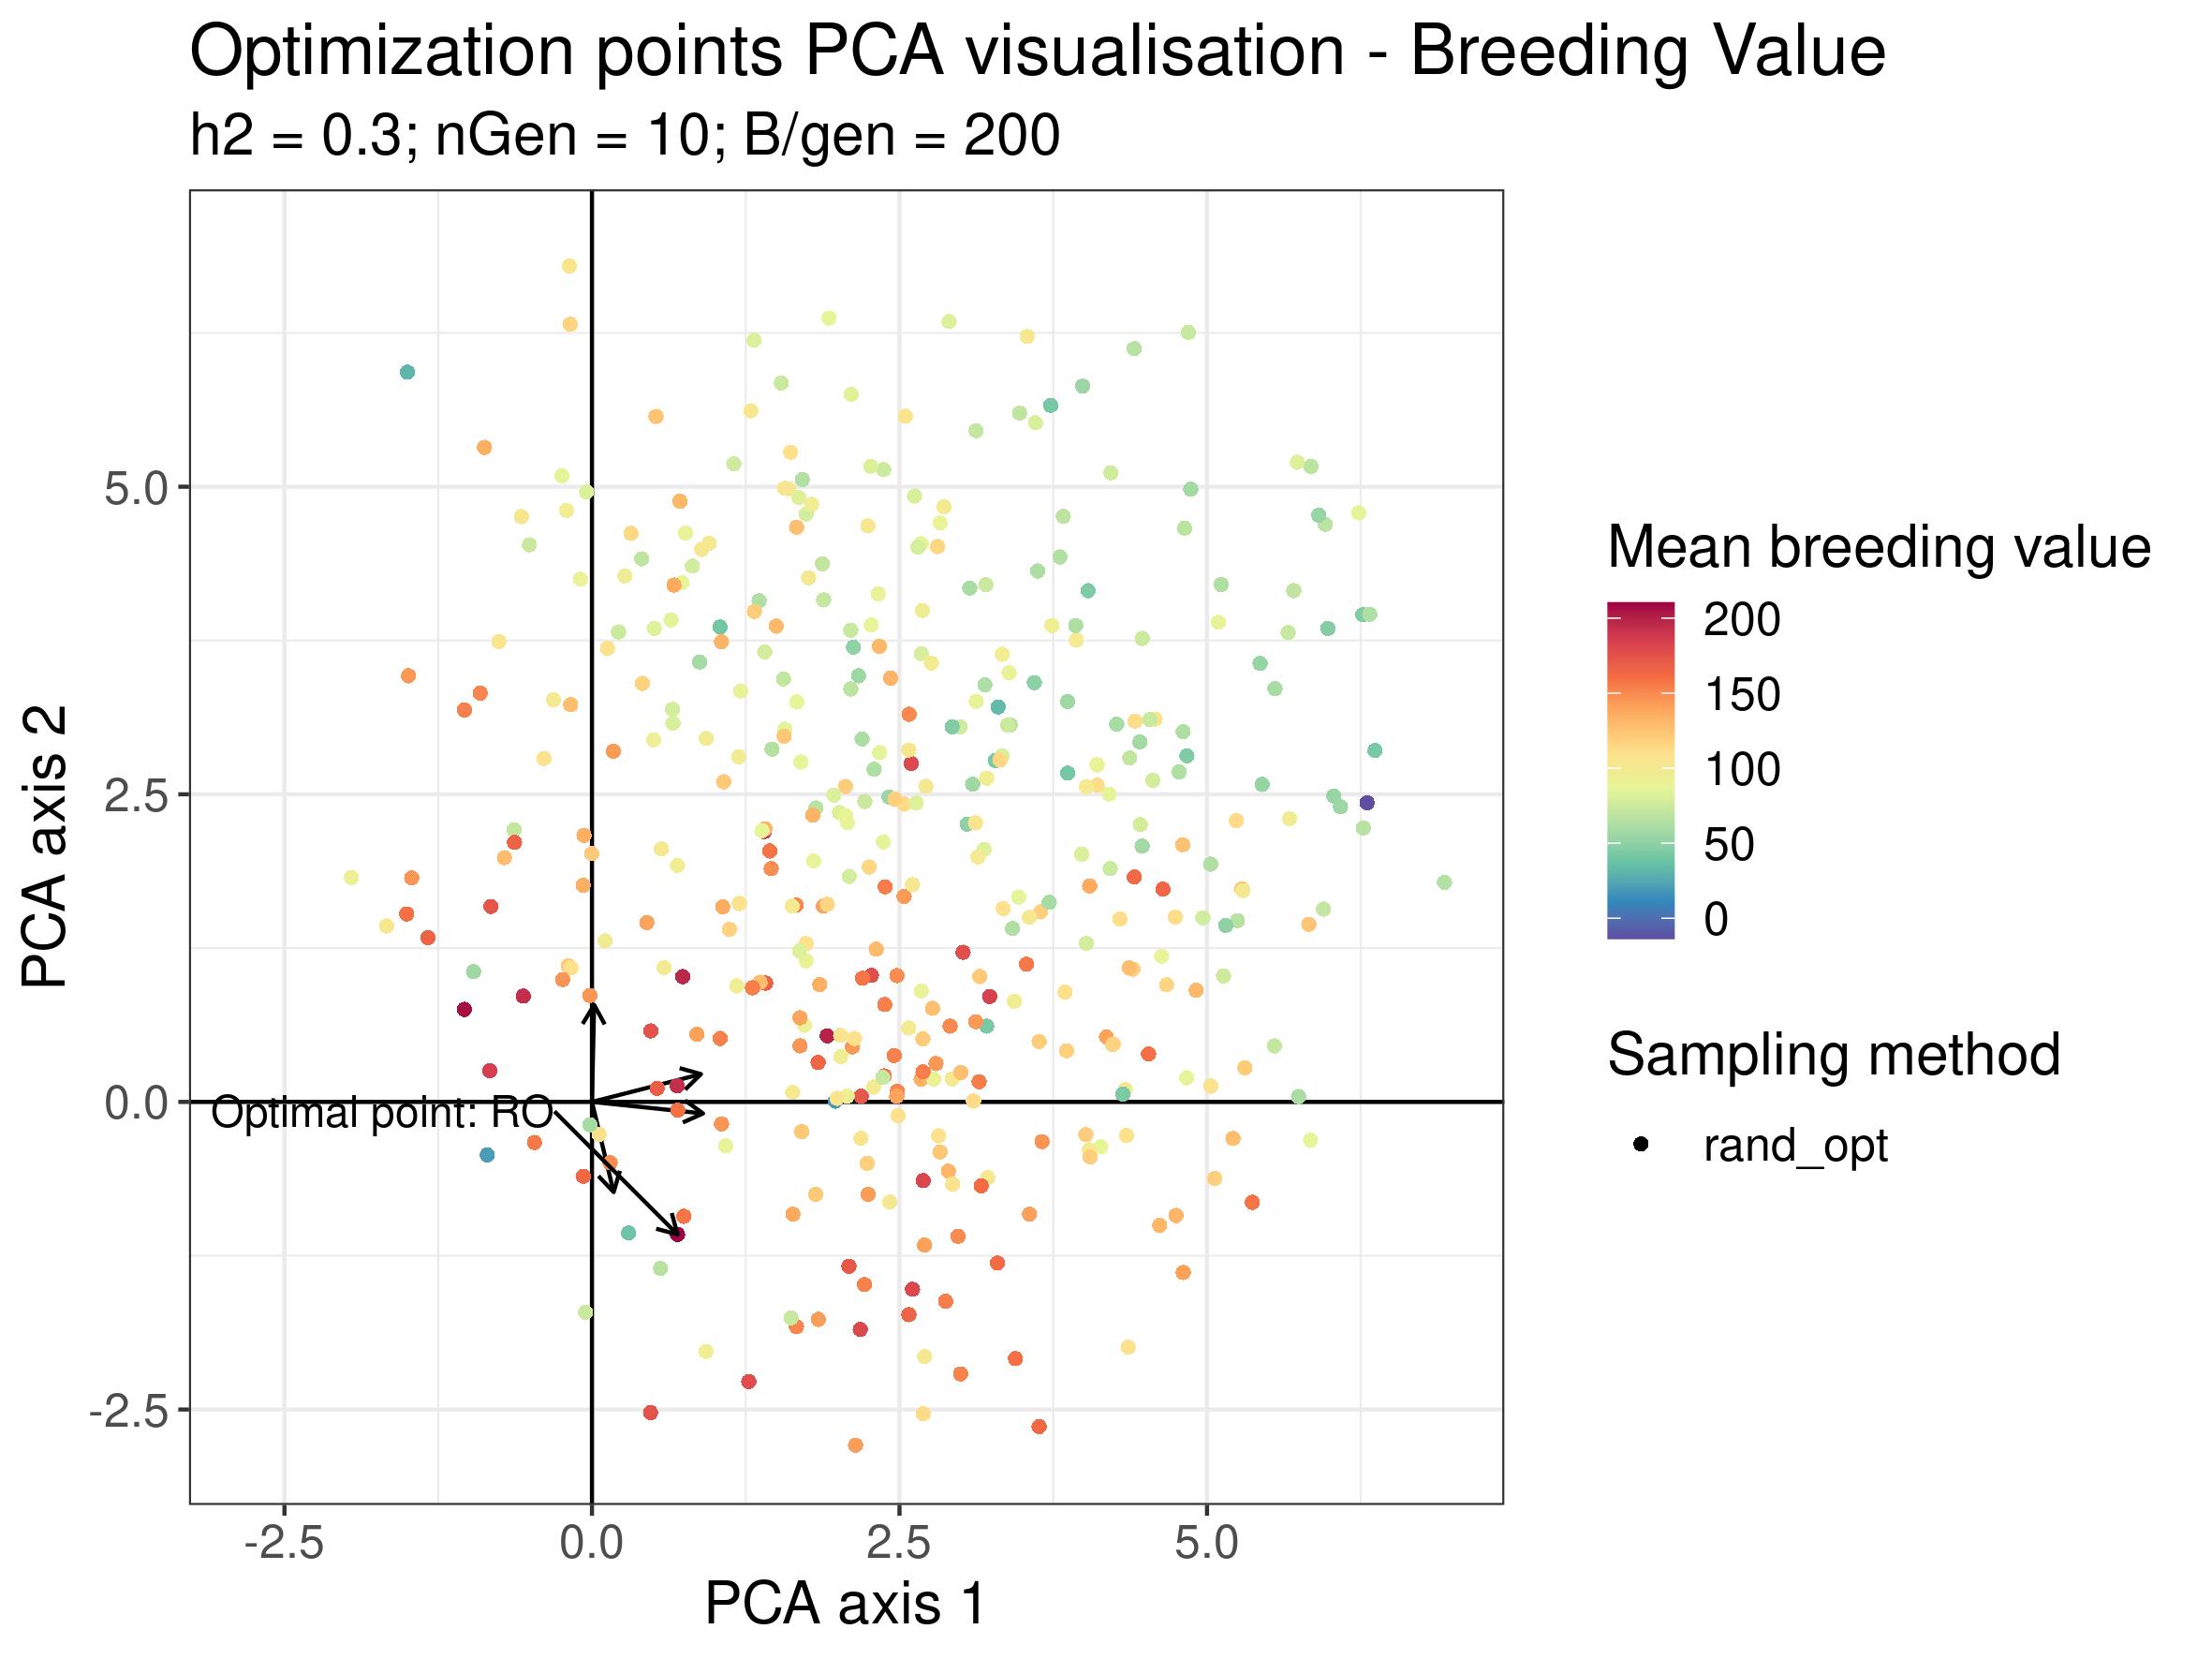 Optimization points PCA visualisation - Breeding Value
h2 = 0.3; nGen = 10; B/gen = 200
PCA axis 2
5.0
2.5
0.0
-2.5
Optimal point: RO
-2.5
0.0
2.5
5.0
PCA axis 1
Mean breeding value
200
150
100
50
0
Sampling method
rand_opt